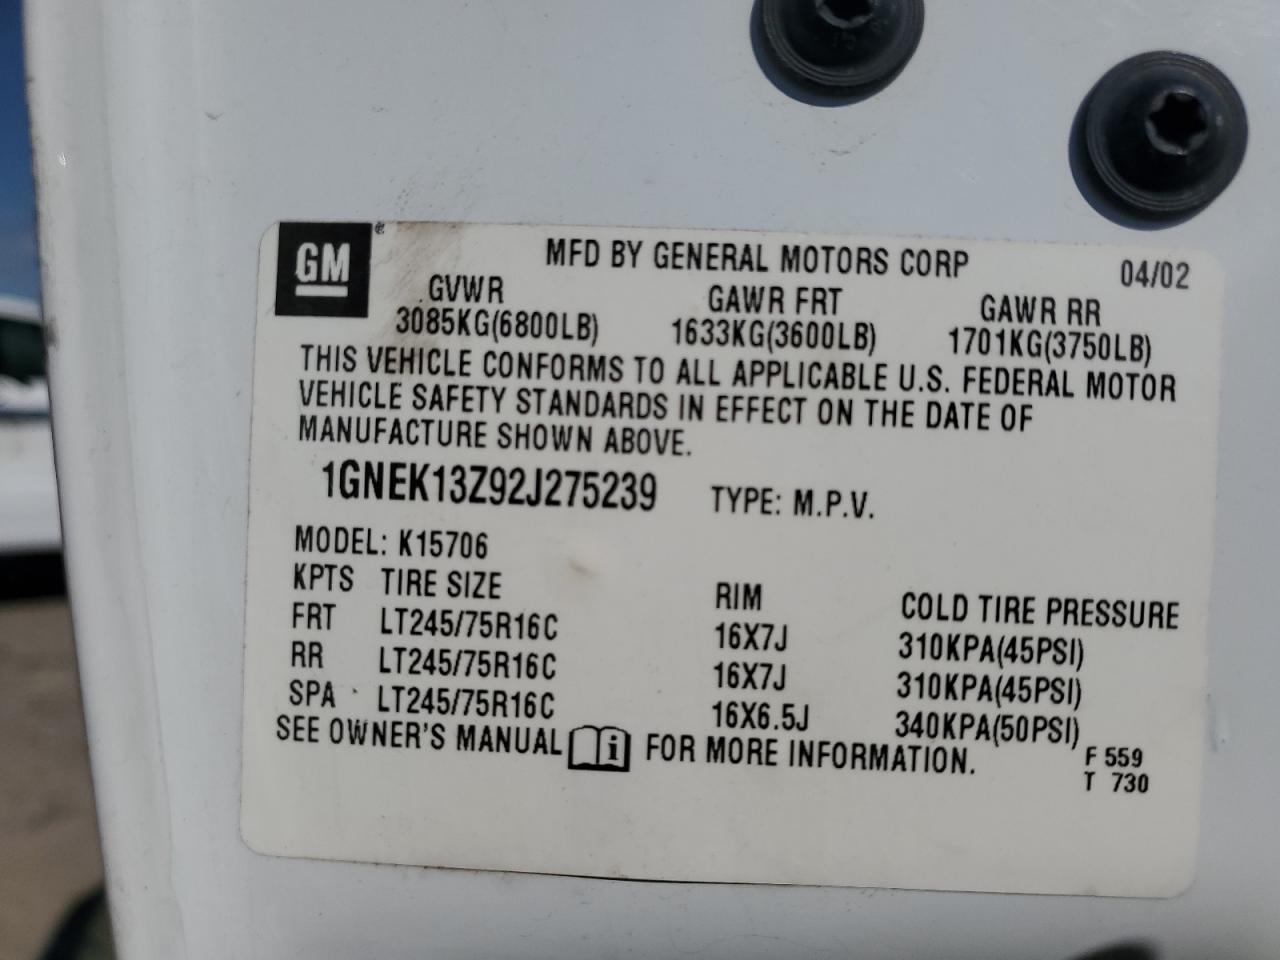 GM ®
MFD BY GENERAL MOTORS CORP 04/02
GVWR GAWR FRT GAWR RR
3085KG(6800LB) 1633KG(3600LB) 1701KG(3750LB)
THIS VEHICLE CONFORMS TO ALL APPLICABLE U.S. FEDERAL MOTOR
VEHICLE SAFETY STANDARDS IN EFFECT ON THE DATE OF
MANUFACTURE SHOWN ABOVE.
1GNEK13Z92J275239 TYPE: M.P.V.
MODEL: K15706
KPTS TIRE SIZE RIM COLD TIRE PRESSURE
FRT LT245/75R16C 16X7J 310KPA(45PSI)
RR LT245/75R16C 16X7J 310KPA(45PSI)
SPA LT245/75R16C 16X6.5J 340KPA(50PSI)
SEE OWNER'S MANUAL i FOR MORE INFORMATION.
F 559
T 730